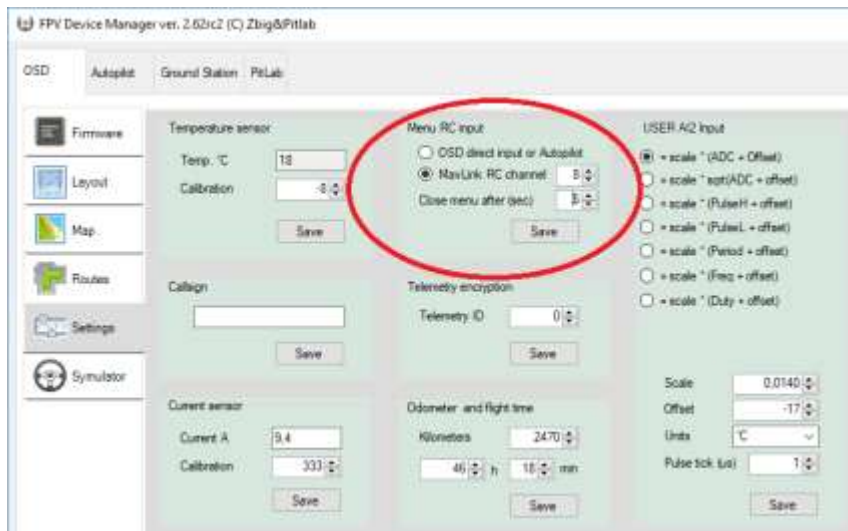 FPV Device Manager ver. 2.62rc2 (C) Zbig&Pitlab
OSD Autopilot Ground Station PitLab
Firmware
Layout
Map
Routes
Settings
Symulator
Temperature sensor
Temp. °C 18
Calibration -8
Save
Callsign
Save
Current sensor
Current A 9,4
Calibration 333
Save
Menu RC input
OSD direct input or Autopilot
MavLink RC channel 8
Close menu after (sec)
Save
Telemetry encryption
Telemetry ID 0
Save
Odometer and flight time
Kilometers 2470
46 h 18 min
Save
USER AI2 Input
= scale * (ADC + Offset)
= scale * sqrt(ADC + offset)
= scale * (PulseH + offset)
= scale * (PulseL + offset)
= scale * (Period + offset)
= scale * (Freq + offset)
= scale * (Duty + offset)
Scale 0,0140
Offset -17
Units °C
Pulse tick (us) 1
Save